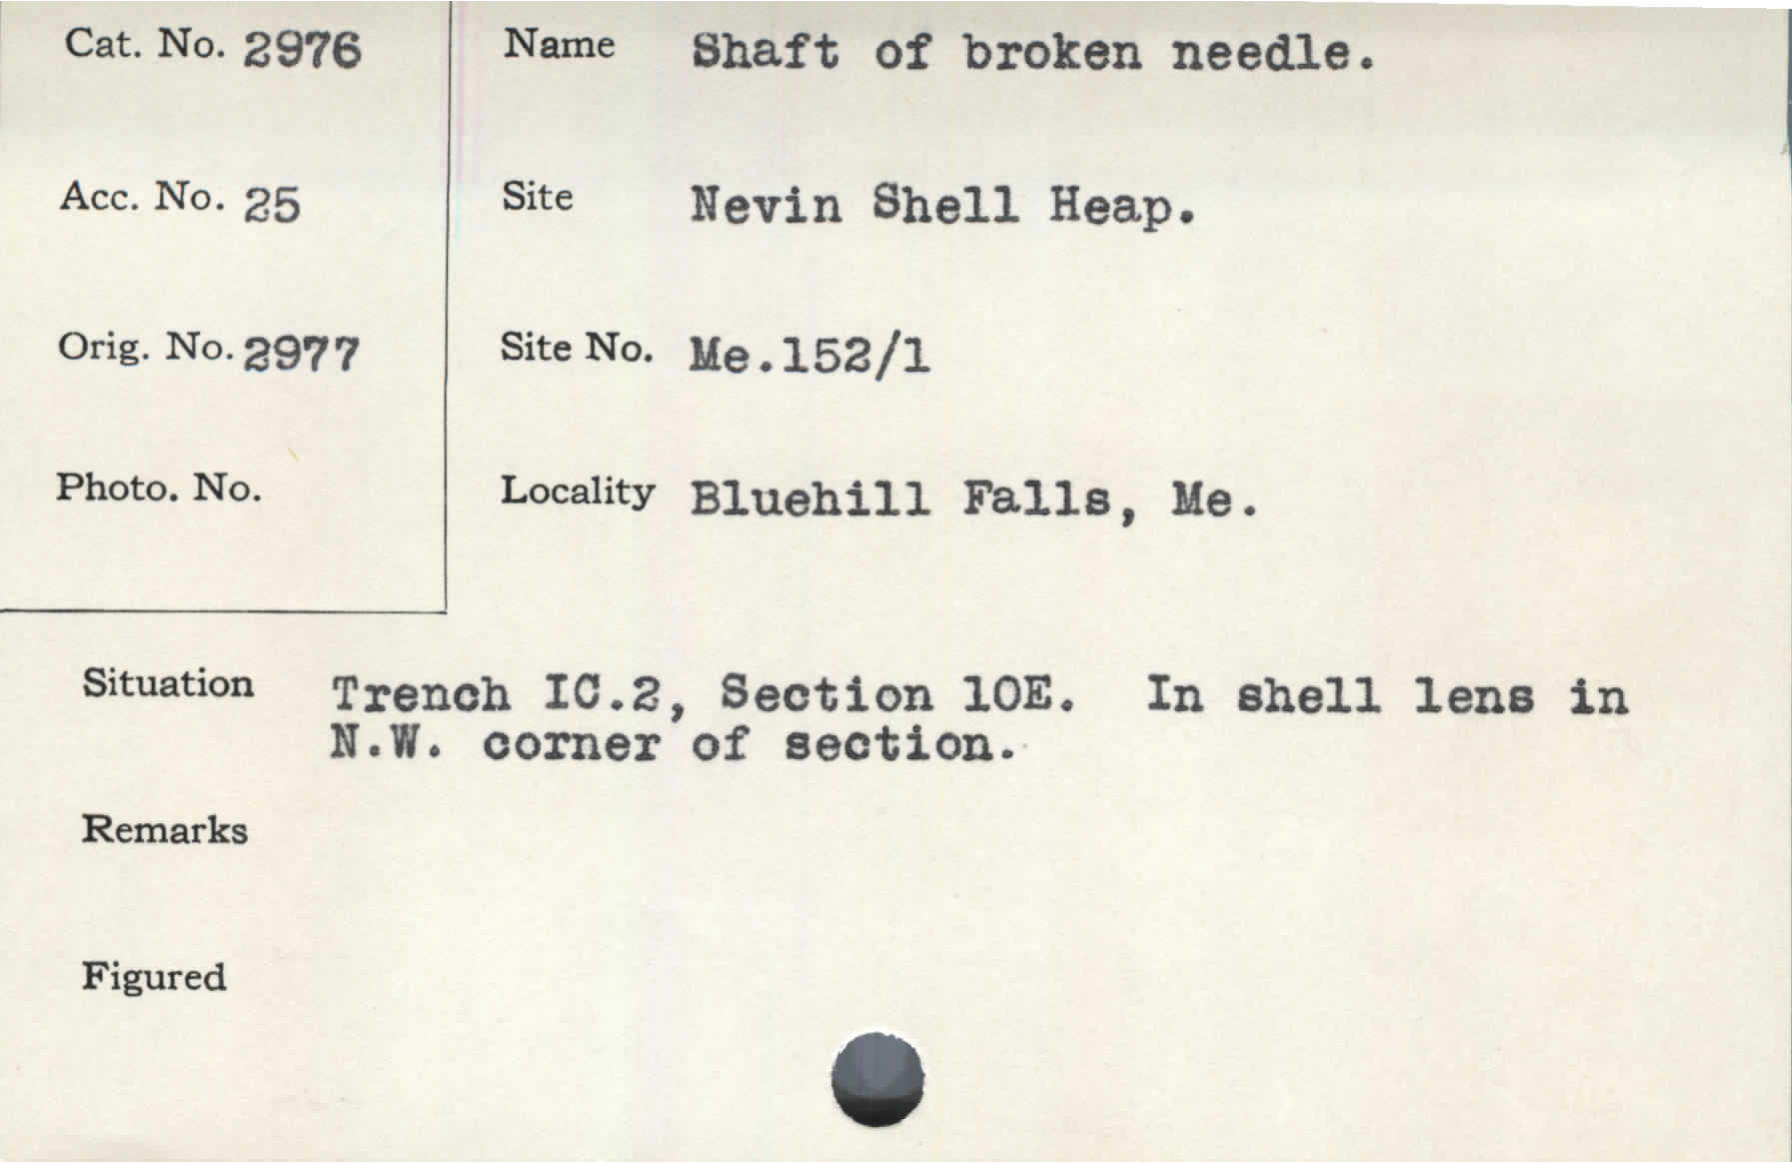 Cat. No. 2976
Name Shaft of broken needle.
Acc. No. 25
Site Nevin Shell Heap.
Orig. No. 2977
Site No. Me.152/1
Photo. No.
Locality Bluehill Falls, Me.
Situation Trench IC.2, Section 10E. In shell lens in
N.W. corner of section.
Remarks
Figured